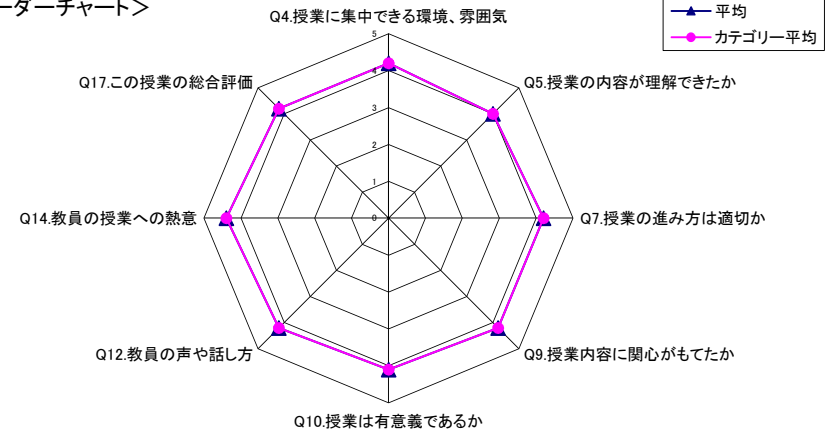 ーダーチャート＞
平均
カテゴリー平均
Q4.授業に集中できる環境、雰囲気
Q17.この授業の総合評価
Q5.授業の内容が理解できたか
Q14.教員の授業への熱意
Q7.授業の進み方は適切か
Q12.教員の声や話し方
Q9.授業内容に関心がもてたか
Q10.授業は有意義であるか
5
4
3
2
1
0